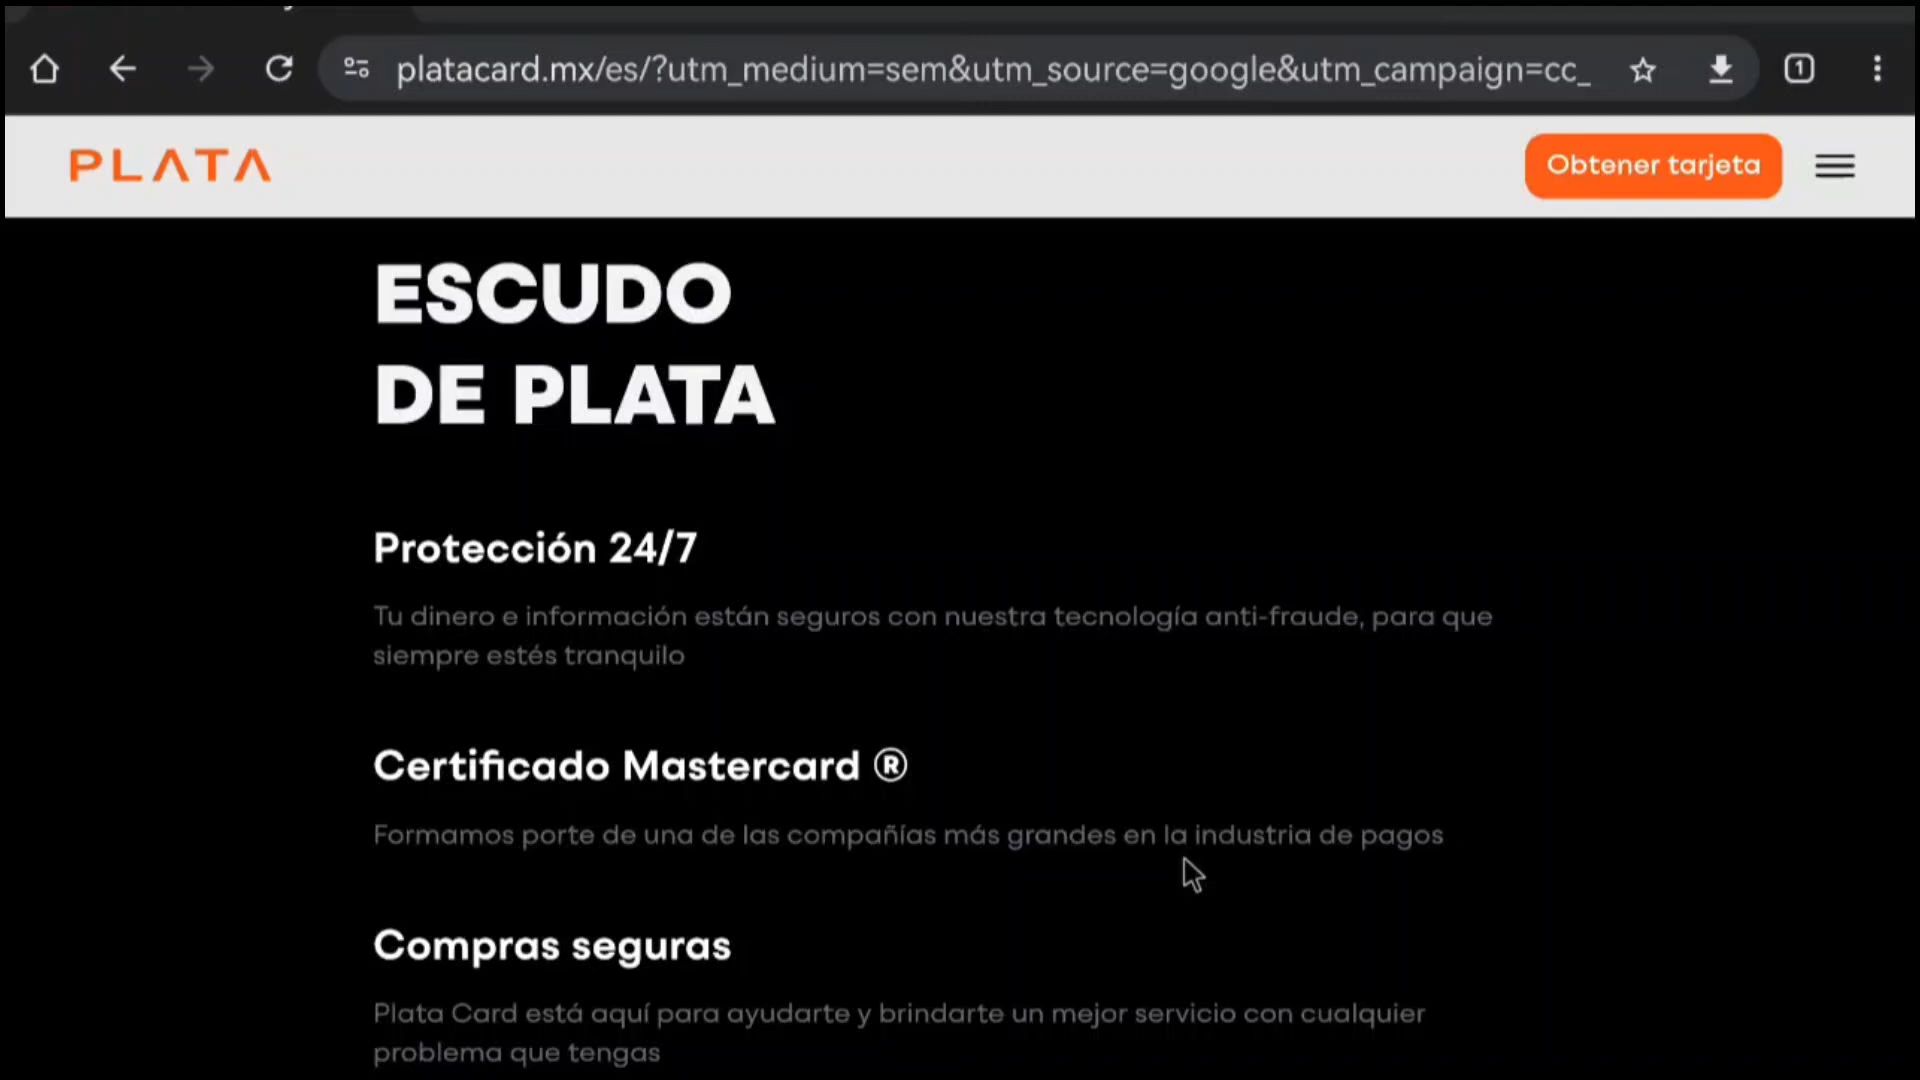 platacard.mx/es/?utm_medium=sem&utm_source=google&utm_campaign=cc_
1
PLATA
Obtener tarjeta
ESCUDO
DE PLATA
Protección 24/7
Tu dinero e información están seguros con nuestra tecnología anti-fraude, para que
siempre estés tranquilo
Certificado Mastercard ®
Formamos porte de una de las compañías más grandes en la industria de pagos
Compras seguras
Plata Card está aquí para ayudarte y brindarte un mejor servicio con cualquier
problema que tengas